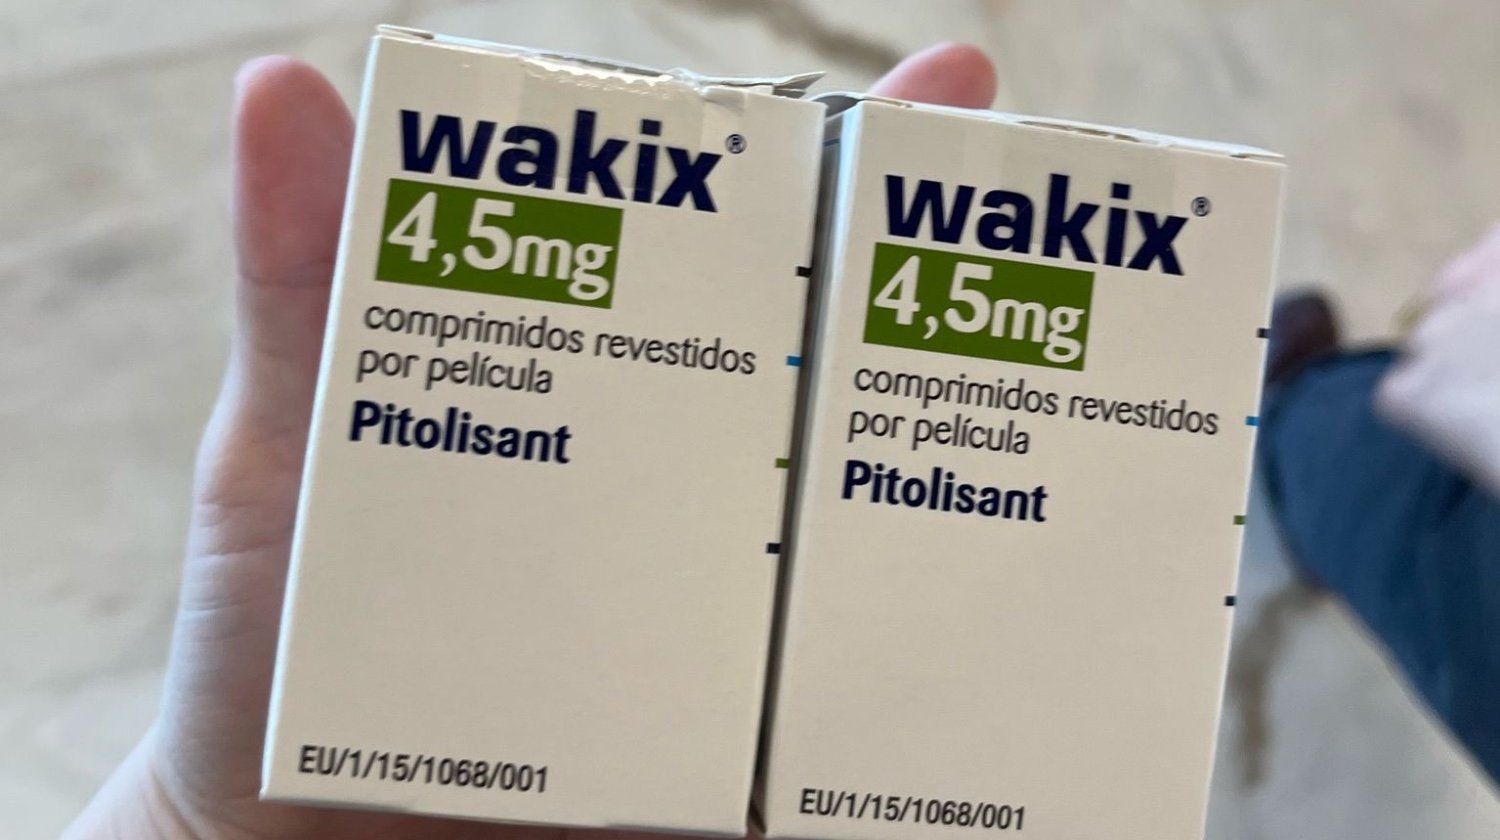 wakix®
4,5mg
comprimidos revestidos
por película
Pitolisant
EU/1/15/1068/001
wakix®
4,5mg
comprimidos revestidos
por película
Pitolisant
EU/1/15/1068/001